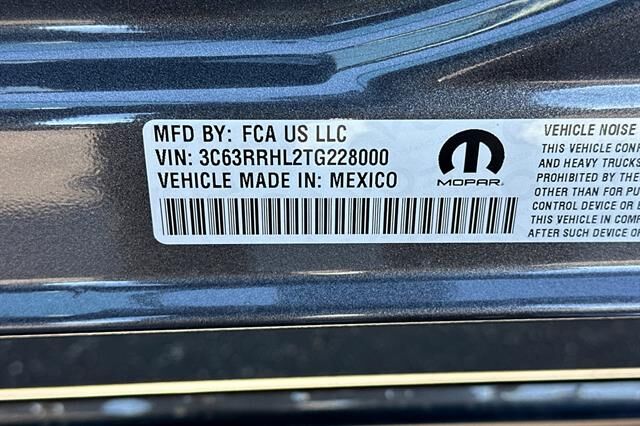 MFD BY: FCA US LLC
VIN: 3C63RRHL2TG228000
VEHICLE MADE IN: MEXICO
MOPAR
VEHICLE NOISE
THIS VEHICLE CONF
AND HEAVY TRUCKS
PROHIBITED BY THE
OTHER THAN FOR PU
CONTROL DEVICE OR E
THIS VEHICLE IN COMP
AFTER SUCH DEVICE OR